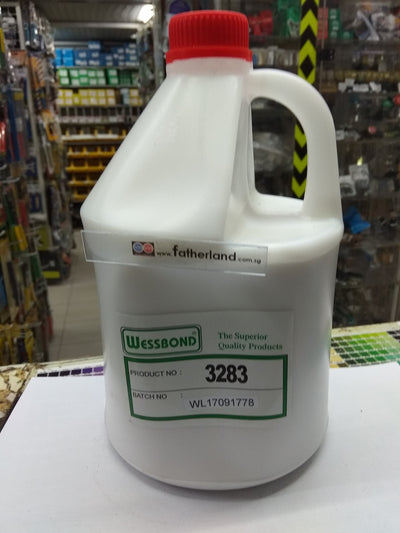 www.fatherland.com.sg
WESSBOND®
The Superior
Quality Products
PRODUCT NO : 3283
BATCH NO : WL17091778